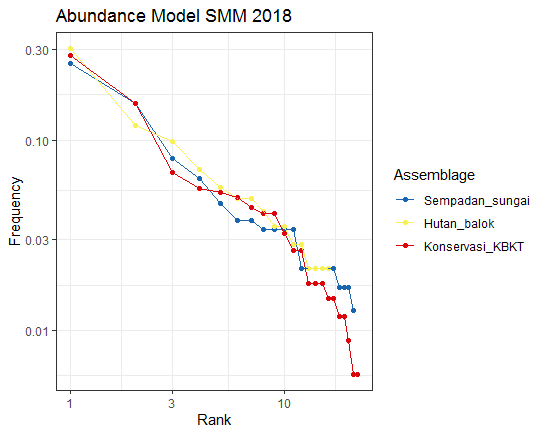 Abundance Model SMM 2018
0.30
0.10
0.03
0.01
Frequency
1
3
10
Rank
Assemblage
Sempadan_sungai
Hutan_balok
Konservasi_KBKT